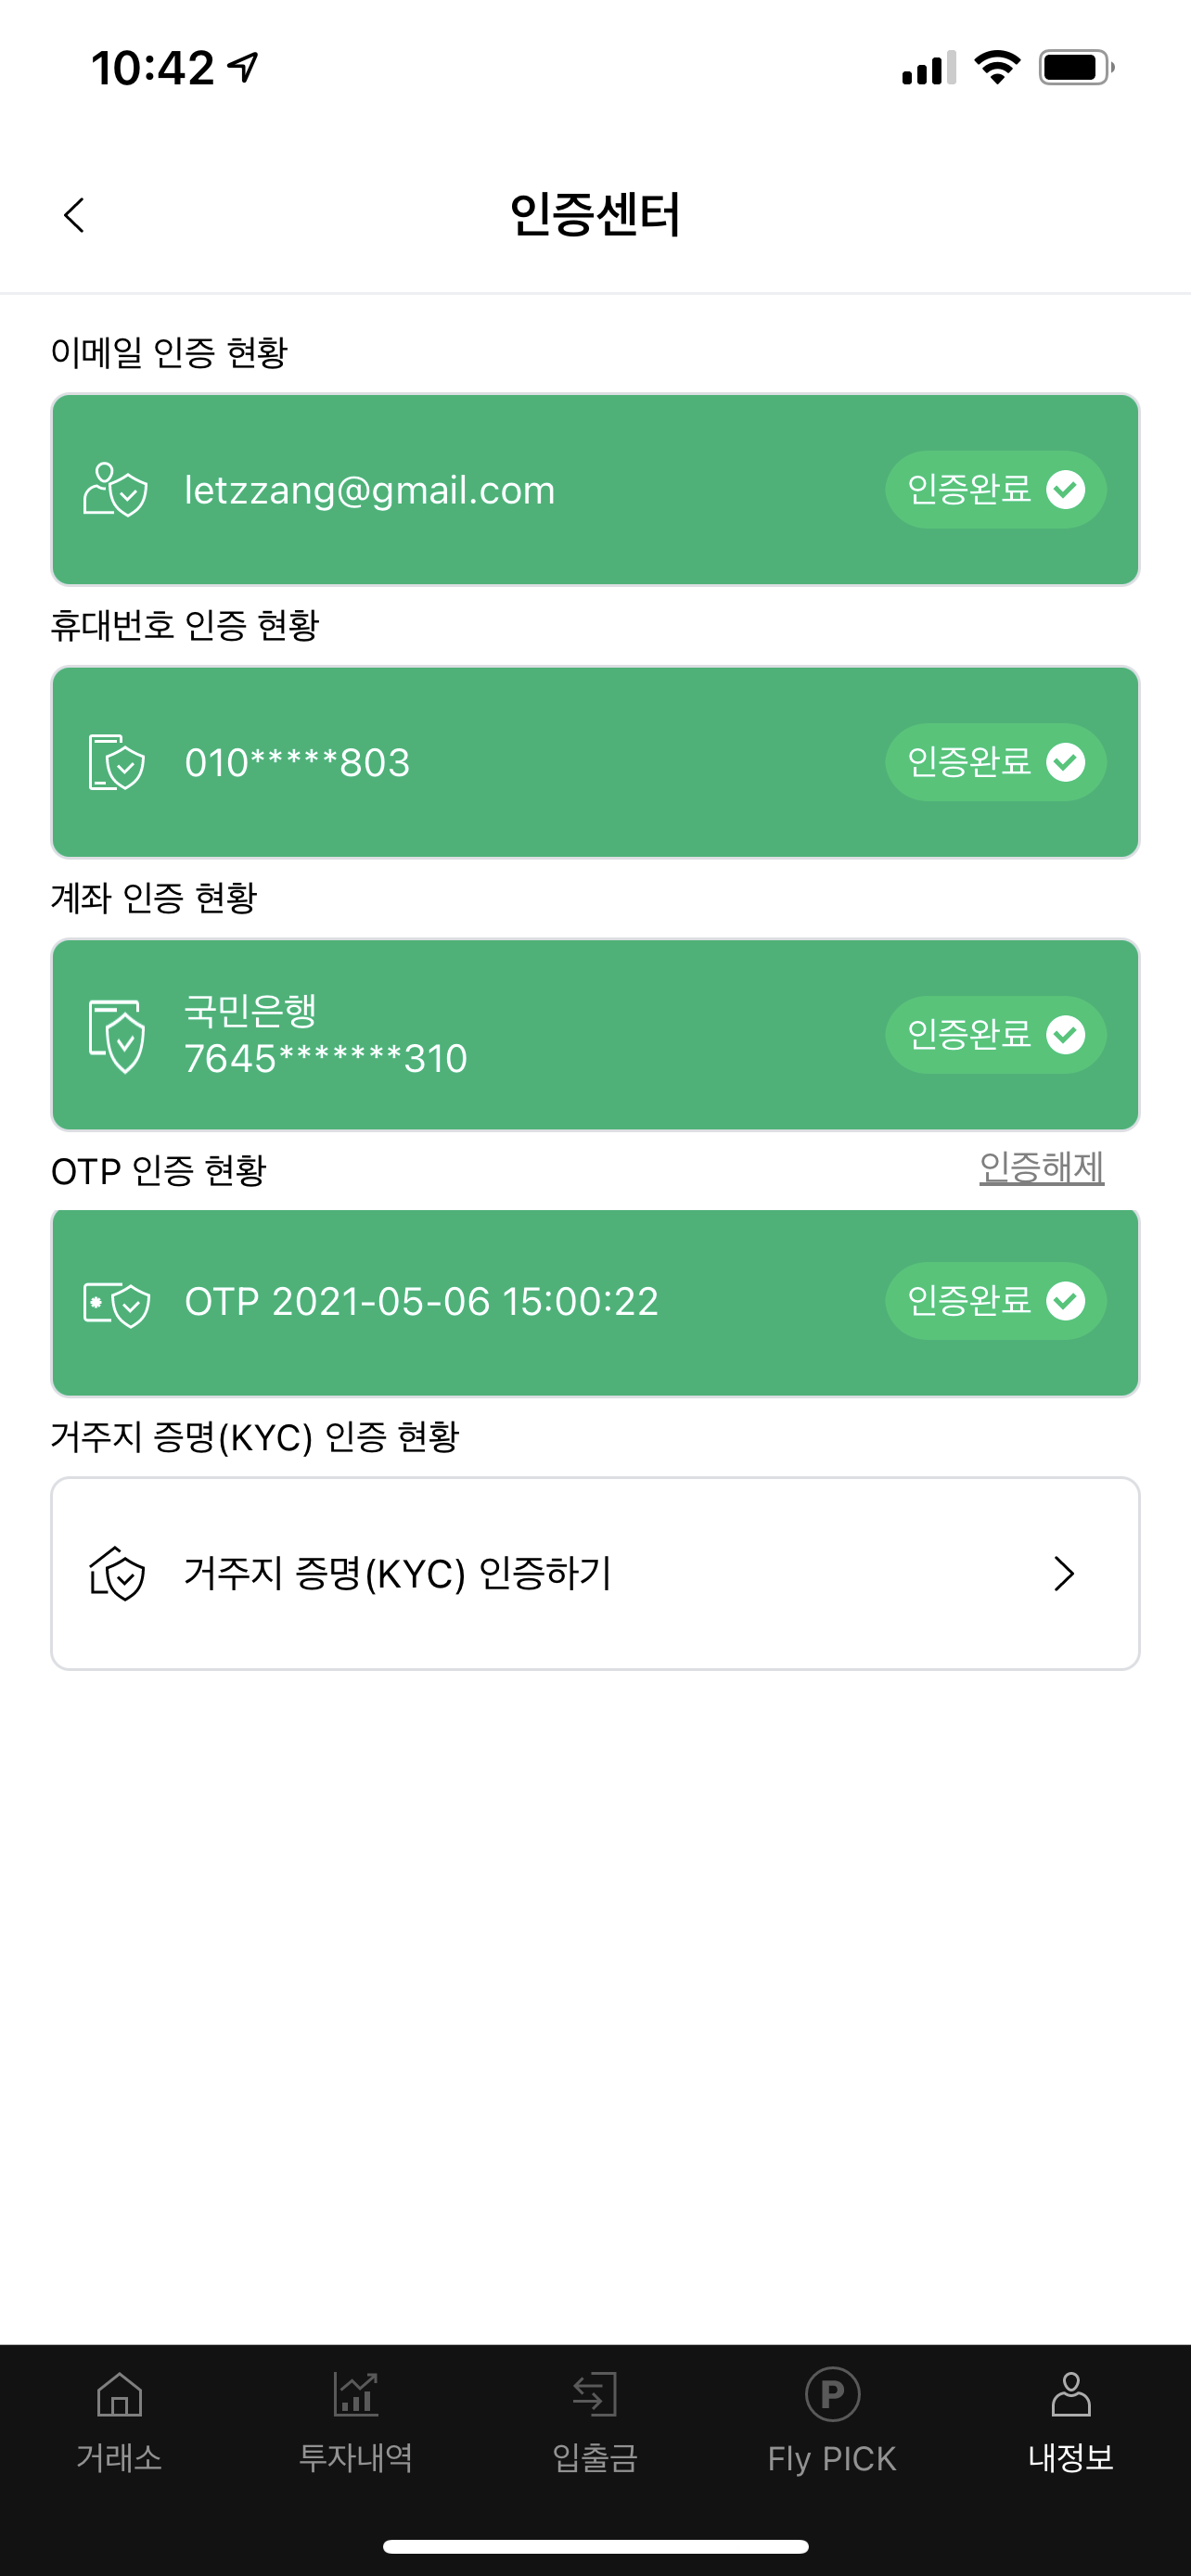 10:42
인증센터
이메일 인증 현황
letzzang@gmail.com
인증완료
휴대번호 인증 현황
010*****803
인증완료
계좌 인증 현황
국민은행
7645*******310
인증완료
OTP 인증 현황
인증해제
OTP 2021-05-06 15:00:22
인증완료
거주지 증명(KYC) 인증 현황
거주지 증명(KYC) 인증하기
거래소
투자내역
입출금
P
Fly PICK
내정보